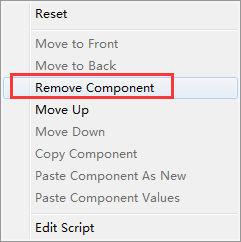 Reset
Move to Front
Move to Back
Remove Component
Move Up
Move Down
Copy Component
Paste Component As New
Paste Component Values
Edit Script